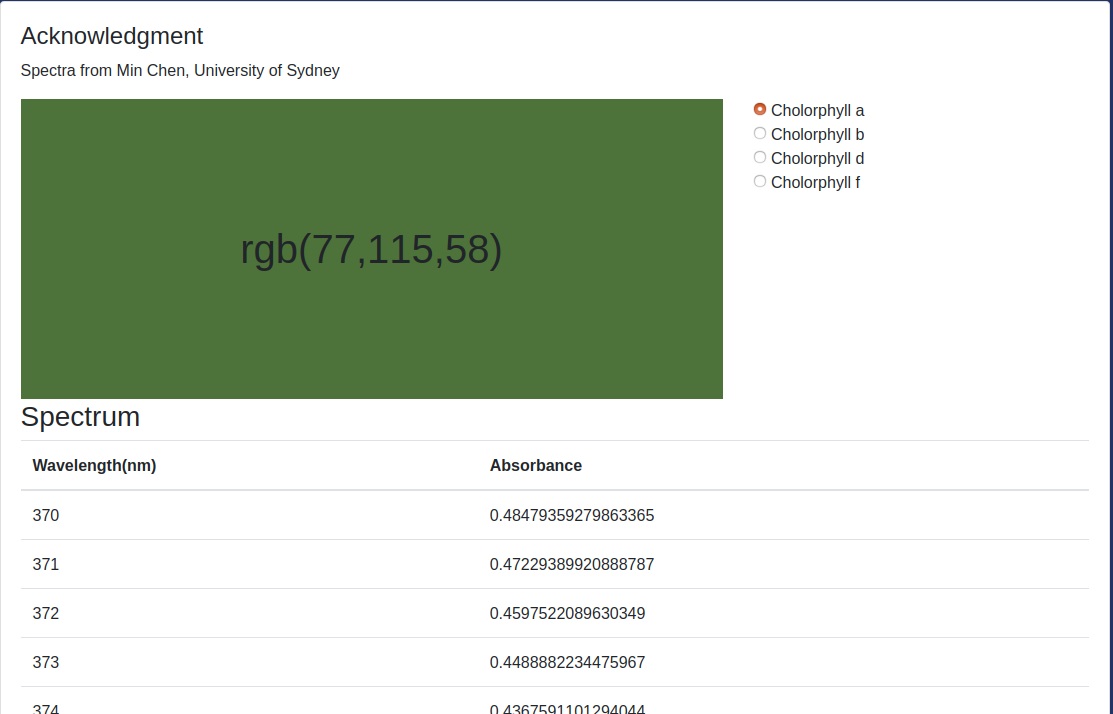 Acknowledgment
Spectra from Min Chen, University of Sydney
rgb(77,115,58)
Cholorphyll a
Cholorphyll b
Cholorphyll d
Cholorphyll f
Spectrum
Wavelength(nm) Absorbance
370 0.48479359279863365
371 0.47229389920888787
372 0.4597522089630349
373 0.4488882234475967
374 0.4367591101294044